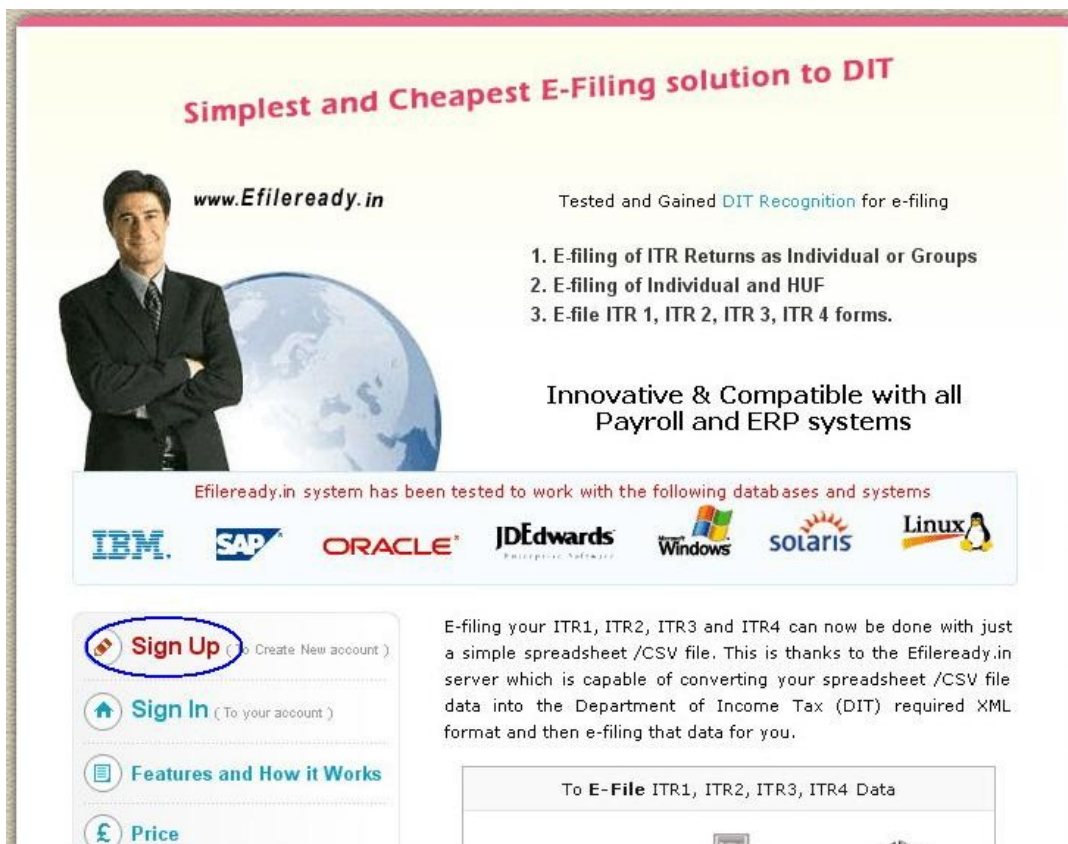 Simplest and Cheapest E-Filing solution to DIT
www.Efileready.in
Tested and Gained DIT Recognition for e-filing
1. E-filing of ITR Returns as Individual or Groups
2. E-filing of Individual and HUF
3. E-file ITR 1, ITR 2, ITR 3, ITR 4 forms.
Innovative & Compatible with all
Payroll and ERP systems
Efileready.in system has been tested to work with the following databases and systems
IBM.
SAP
ORACLE
JDEdwards
Enterprise Software
Microsoft
Windows
solaris
Linux
Sign Up ( To Create New account )
Sign In ( To your account )
Features and How it Works
£ Price
E-filing your ITR1, ITR2, ITR3 and ITR4 can now be done with just
a simple spreadsheet /CSV file. This is thanks to the Efileready.in
server which is capable of converting your spreadsheet /CSV file
data into the Department of Income Tax (DIT) required XML
format and then e-filing that data for you.
To E-File ITR1, ITR2, ITR3, ITR4 Data